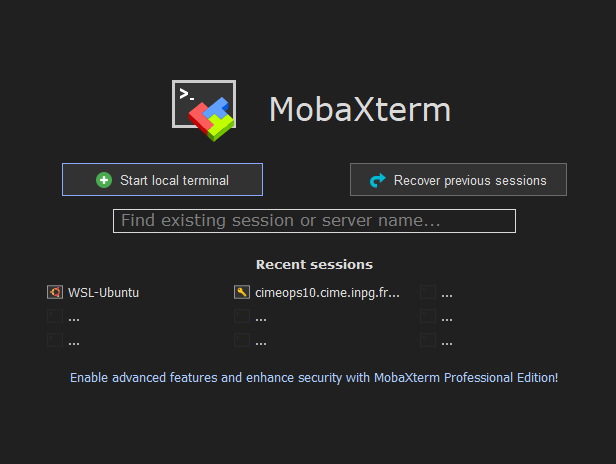 >_
MobaXterm
Start local terminal
Recover previous sessions
Find existing session or server name...
Recent sessions
WSL-Ubuntu cimeops10.cime.inpg.fr... ...
... ... ...
... ... ...
Enable advanced features and enhance security with MobaXterm Professional Edition!